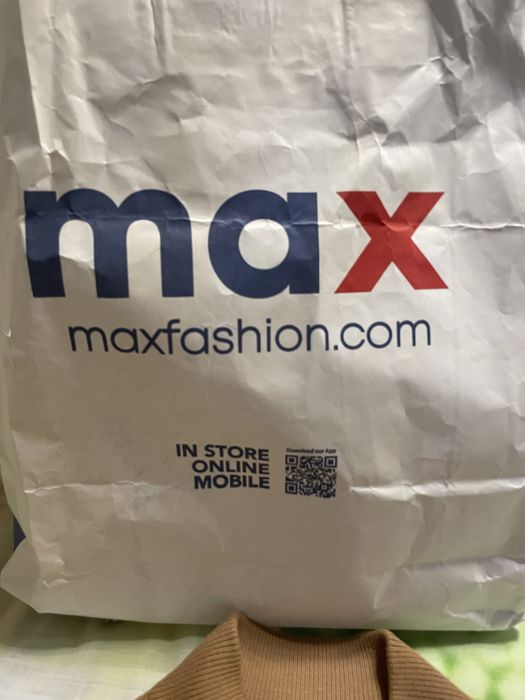 max
maxfashion.com
IN STORE
ONLINE
MOBILE
Download our App